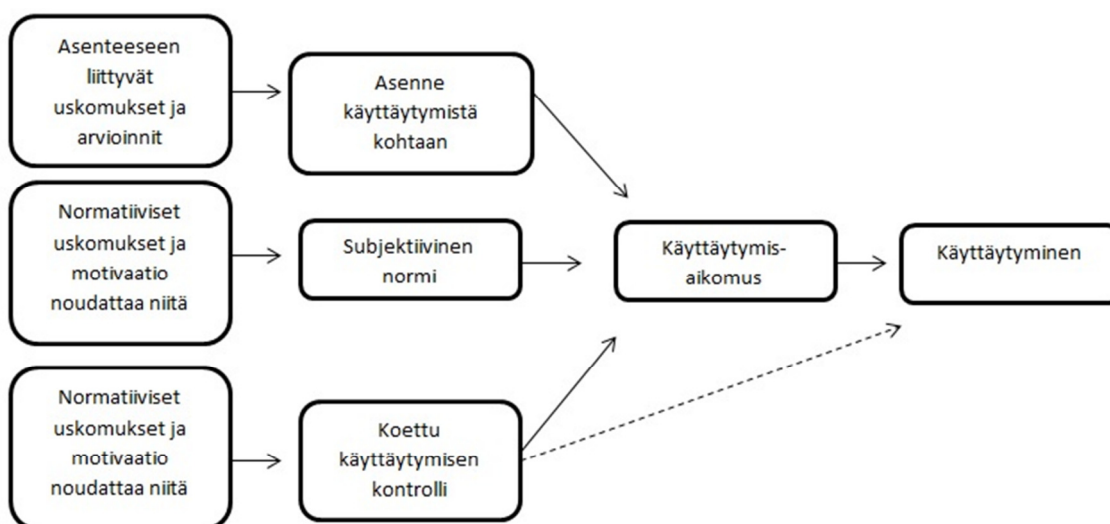 Asenteeseen
liittyvät
uskomukset ja
arvioinnit
Asenne
käyttäytymistä
kohtaan
Normatiiviset
uskomukset ja
motivaatio
noudattaa niitä
Subjektiivinen
normi
Käyttäytymis-
aikomus
Käyttäytyminen
Normatiiviset
uskomukset ja
motivaatio
noudattaa niitä
Koettu
käyttäytymisen
kontrolli